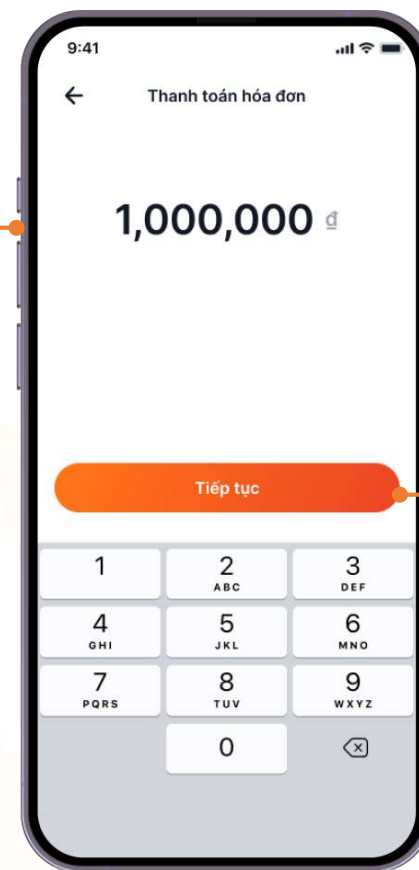 9:41
Thanh toán hóa đơn
1,000,000 ₫
Tiếp tục
1 2 3
ABC DEF
4 5 6
GHI JKL MNO
7 8 9
PQRS TUV WXYZ
0